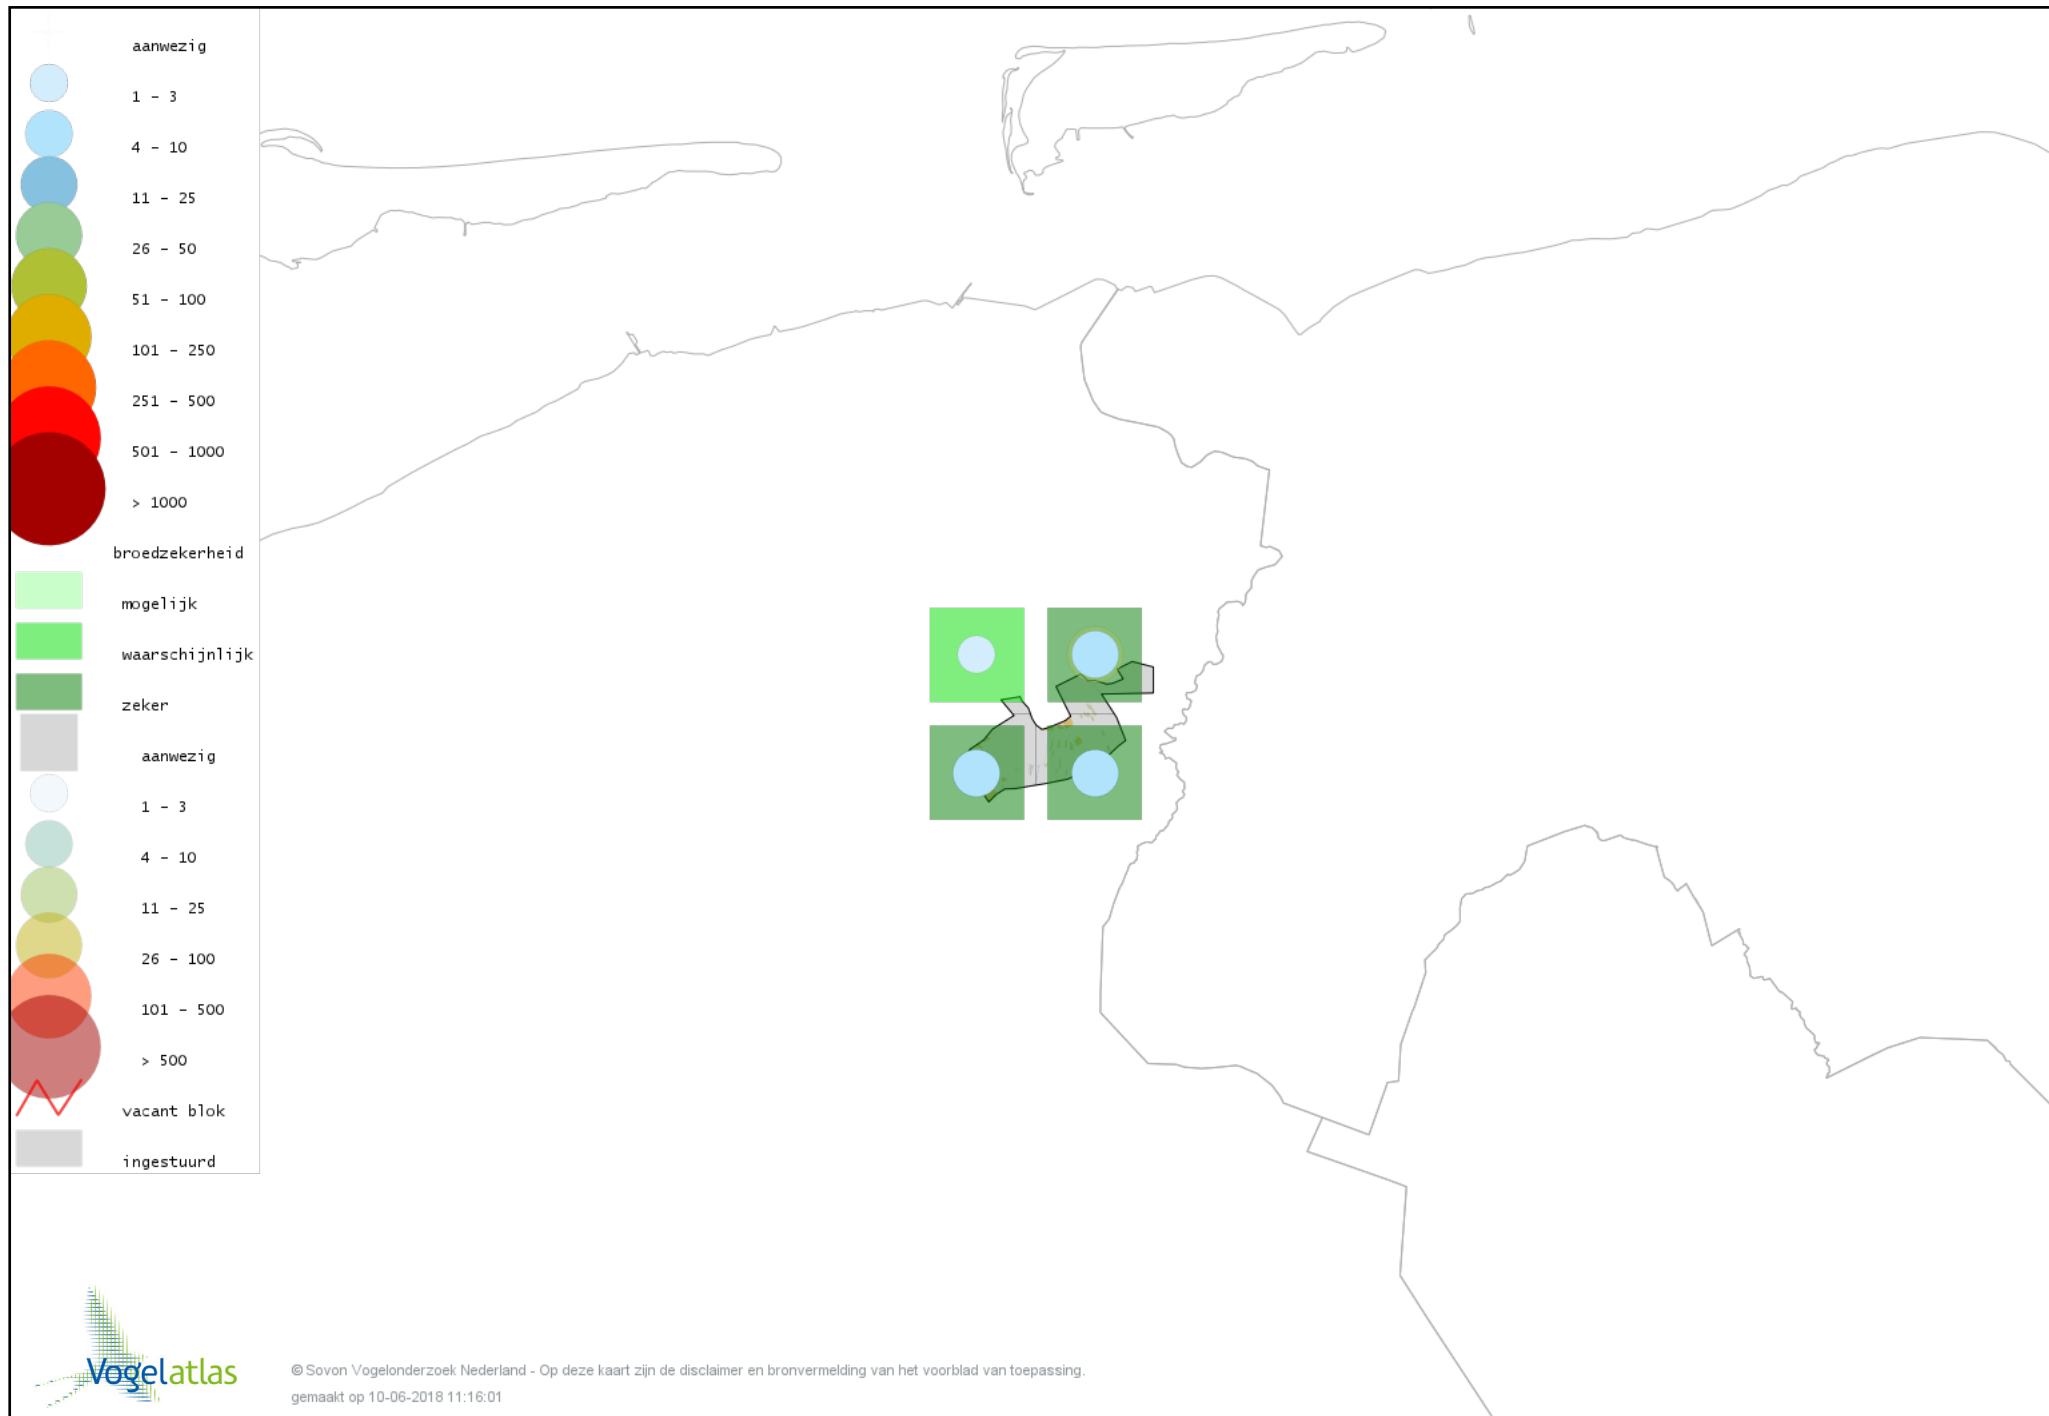 aanwezig
1 - 3
4 - 10
11 - 25
26 - 50
51 - 100
101 - 250
251 - 500
501 - 1000
> 1000
broedzekerheid
mogelijk
waarschijnlijk
zeker
aanwezig
1 - 3
4 - 10
11 - 25
26 - 100
101 - 500
> 500
vacant blok
ingestuurd
Vogelatlas
© Sovon Vogelonderzoek Nederland - Op deze kaart zijn de disclaimer en bronvermelding van het voorblad van toepassing.
gemaakt op 10-06-2018 11:16:01